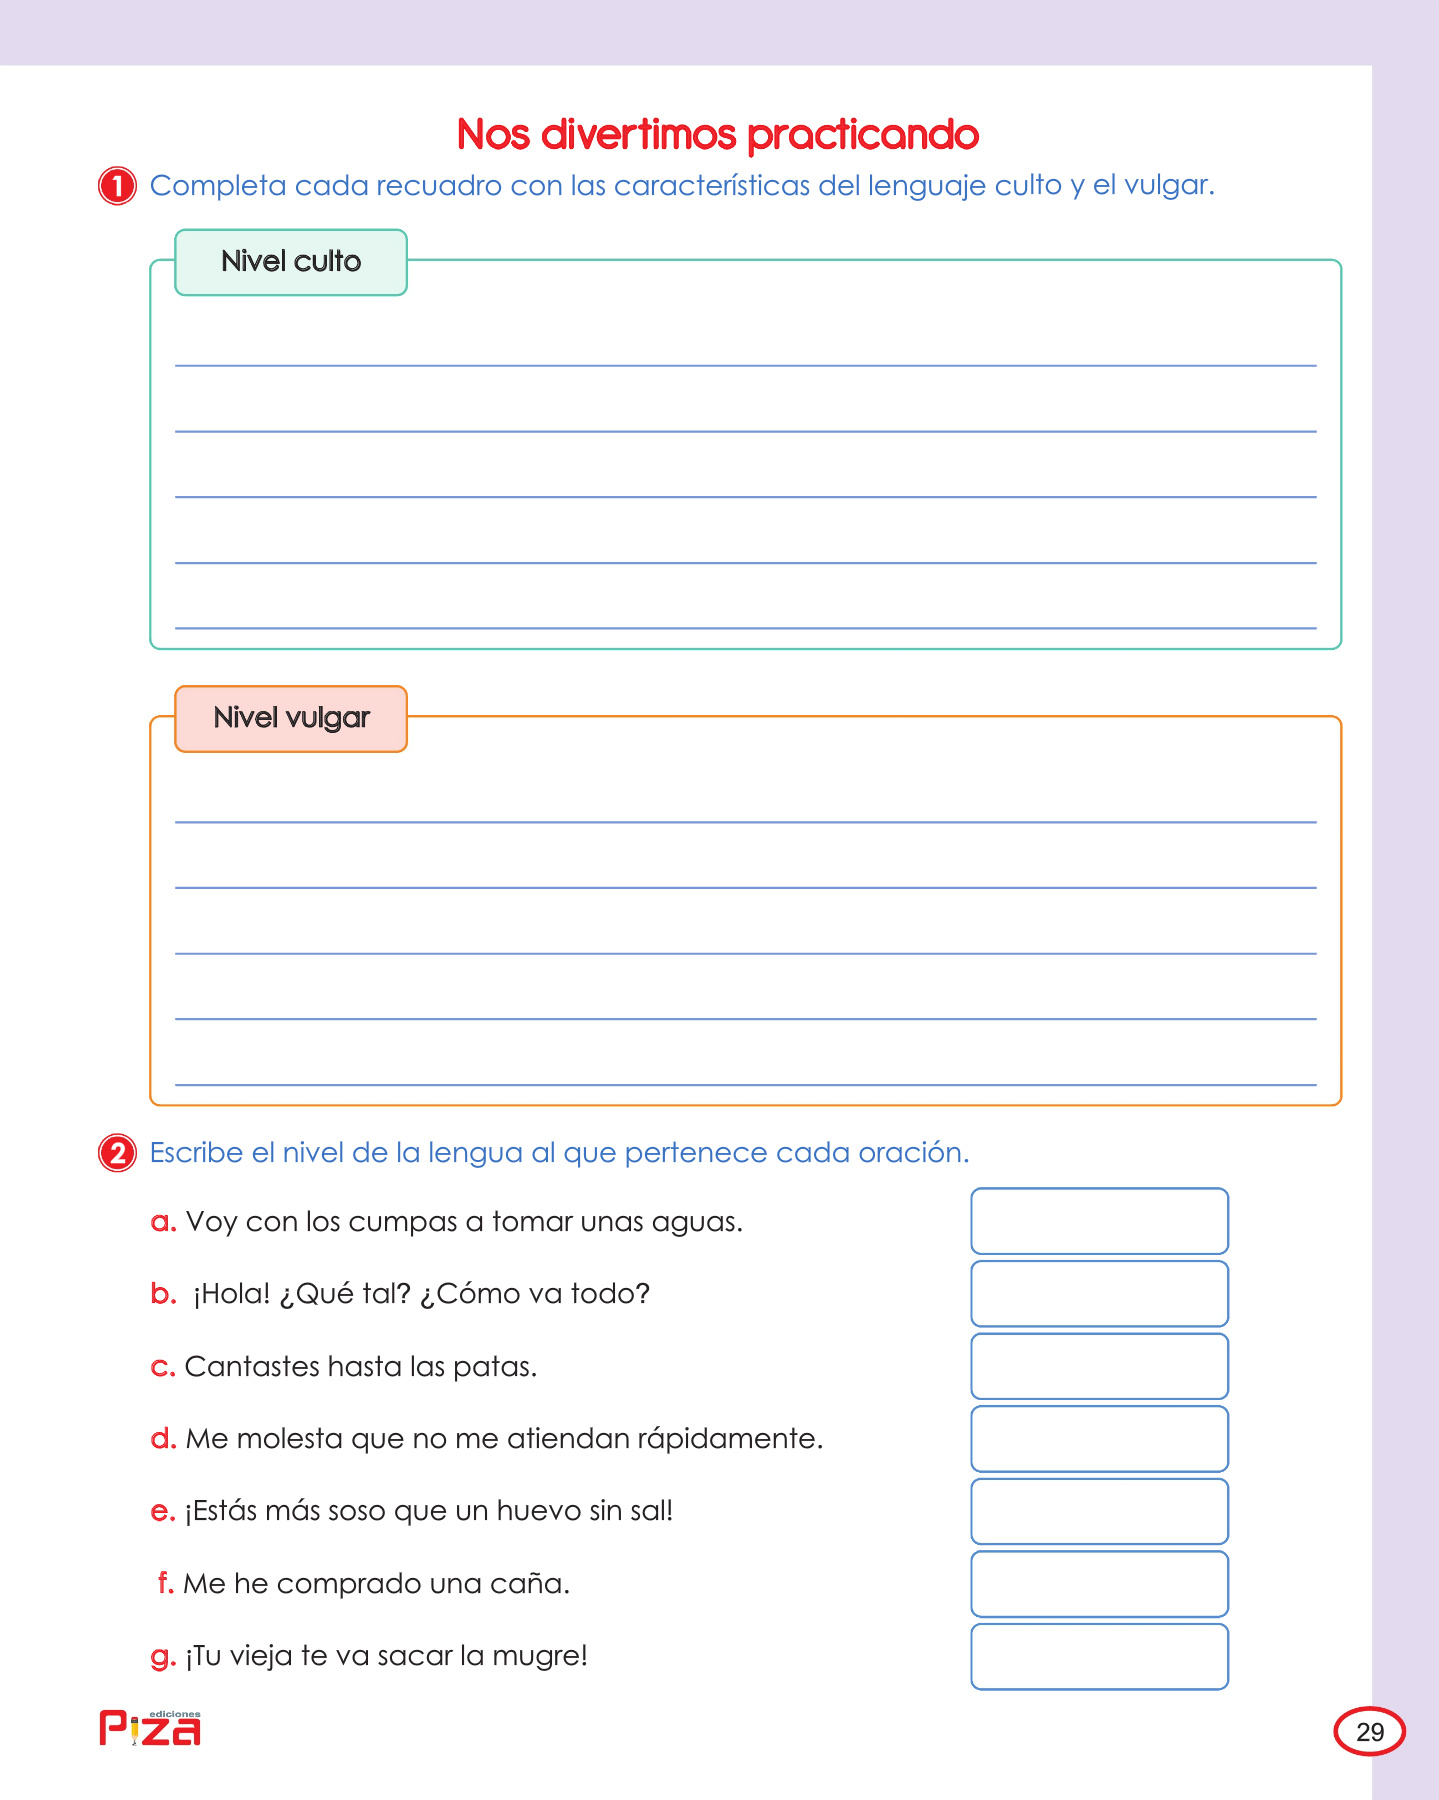 Nos divertimos practicando
1 Completa cada recuadro con las características del lenguaje culto y el vulgar.
Nivel culto
Nivel vulgar
2 Escribe el nivel de la lengua al que pertenece cada oración.
a. Voy con los cumpas a tomar unas aguas.
b. ¡Hola! ¿Qué tal? ¿Cómo va todo?
c. Cantastes hasta las patas.
d. Me molesta que no me atiendan rápidamente.
e. ¡Estás más soso que un huevo sin sal!
f. Me he comprado una caña.
g. ¡Tu vieja te va sacar la mugre!
ediciones
Piza
29